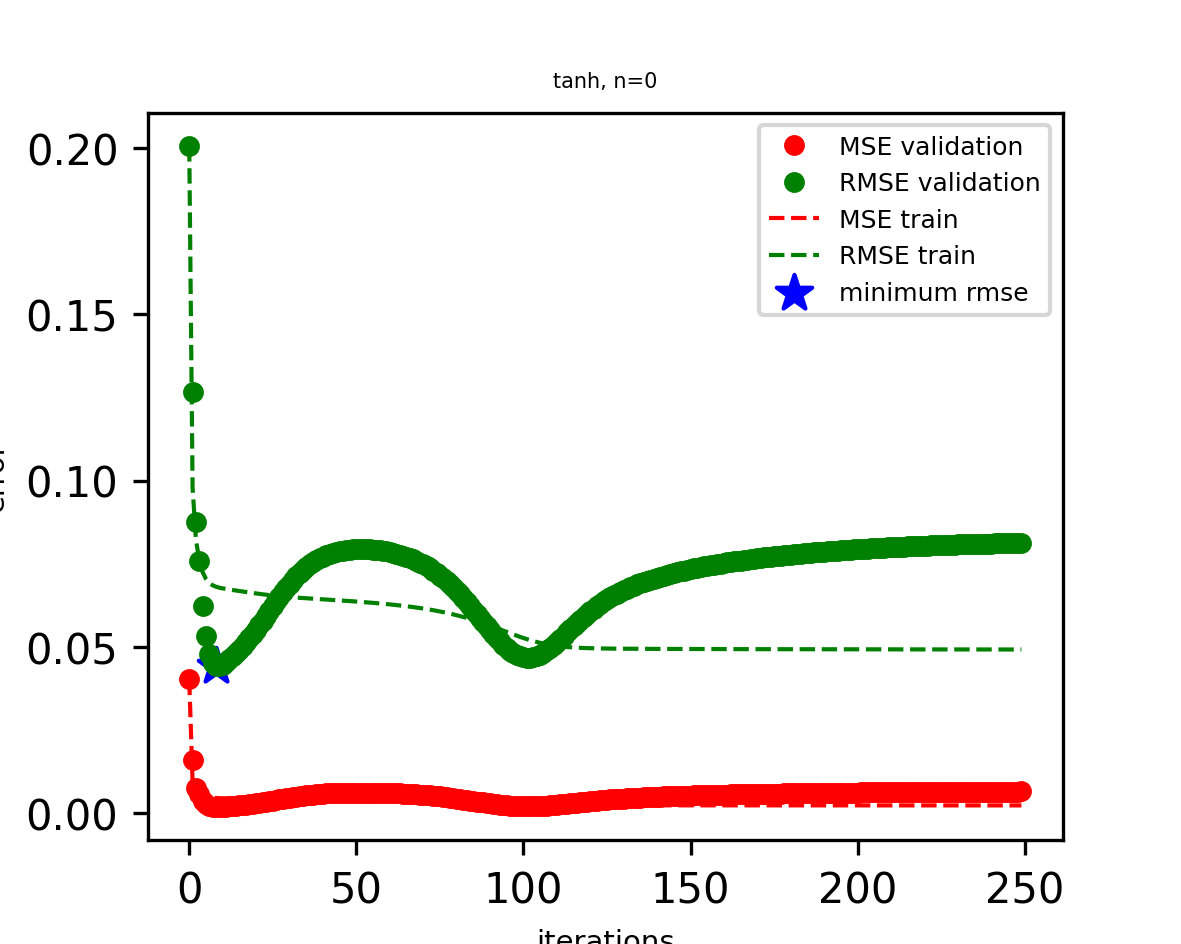 tanh, n=0
0.20
0.15
0.10
0.05
0.00
MSE validation
RMSE validation
MSE train
RMSE train
minimum rmse
0 50 100 150 200 250
iterations